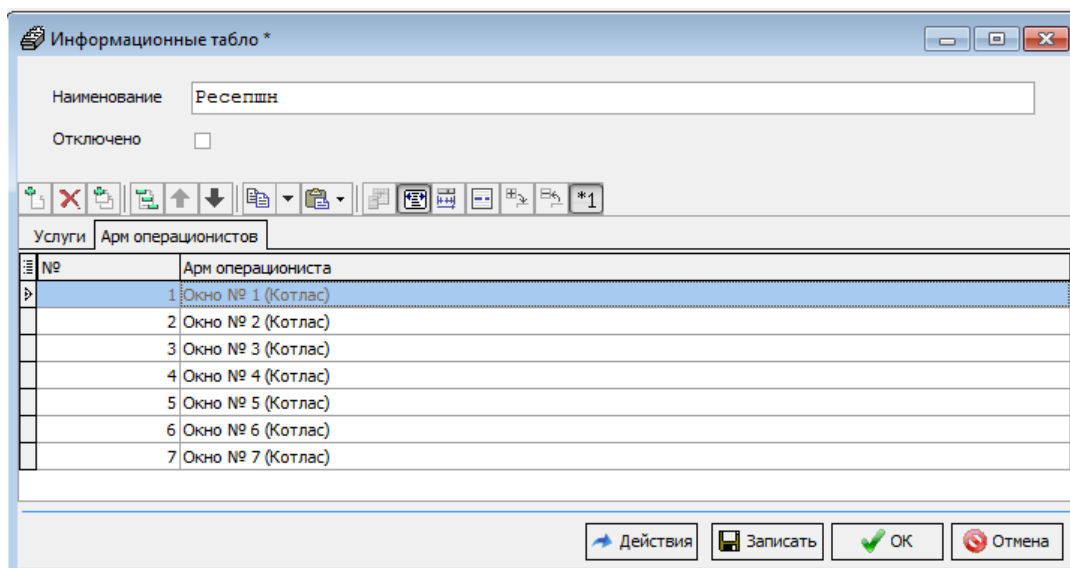 Информационные табло *
Наименование Ресепшн
Отключено
*1
Услуги Арм операционистов
№ Арм операциониста
1 Окно № 1 (Котлас)
2 Окно № 2 (Котлас)
3 Окно № 3 (Котлас)
4 Окно № 4 (Котлас)
5 Окно № 5 (Котлас)
6 Окно № 6 (Котлас)
7 Окно № 7 (Котлас)
Действия Записать ОК Отмена